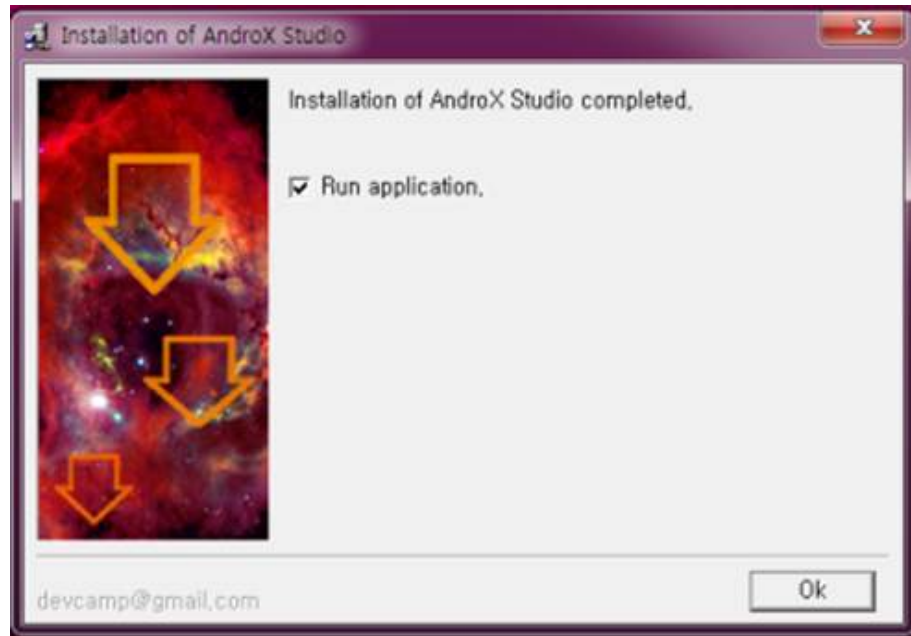 Installation of AndroX Studio
Installation of AndroX Studio completed.
Run application.
devcamp@gmail.com
Ok